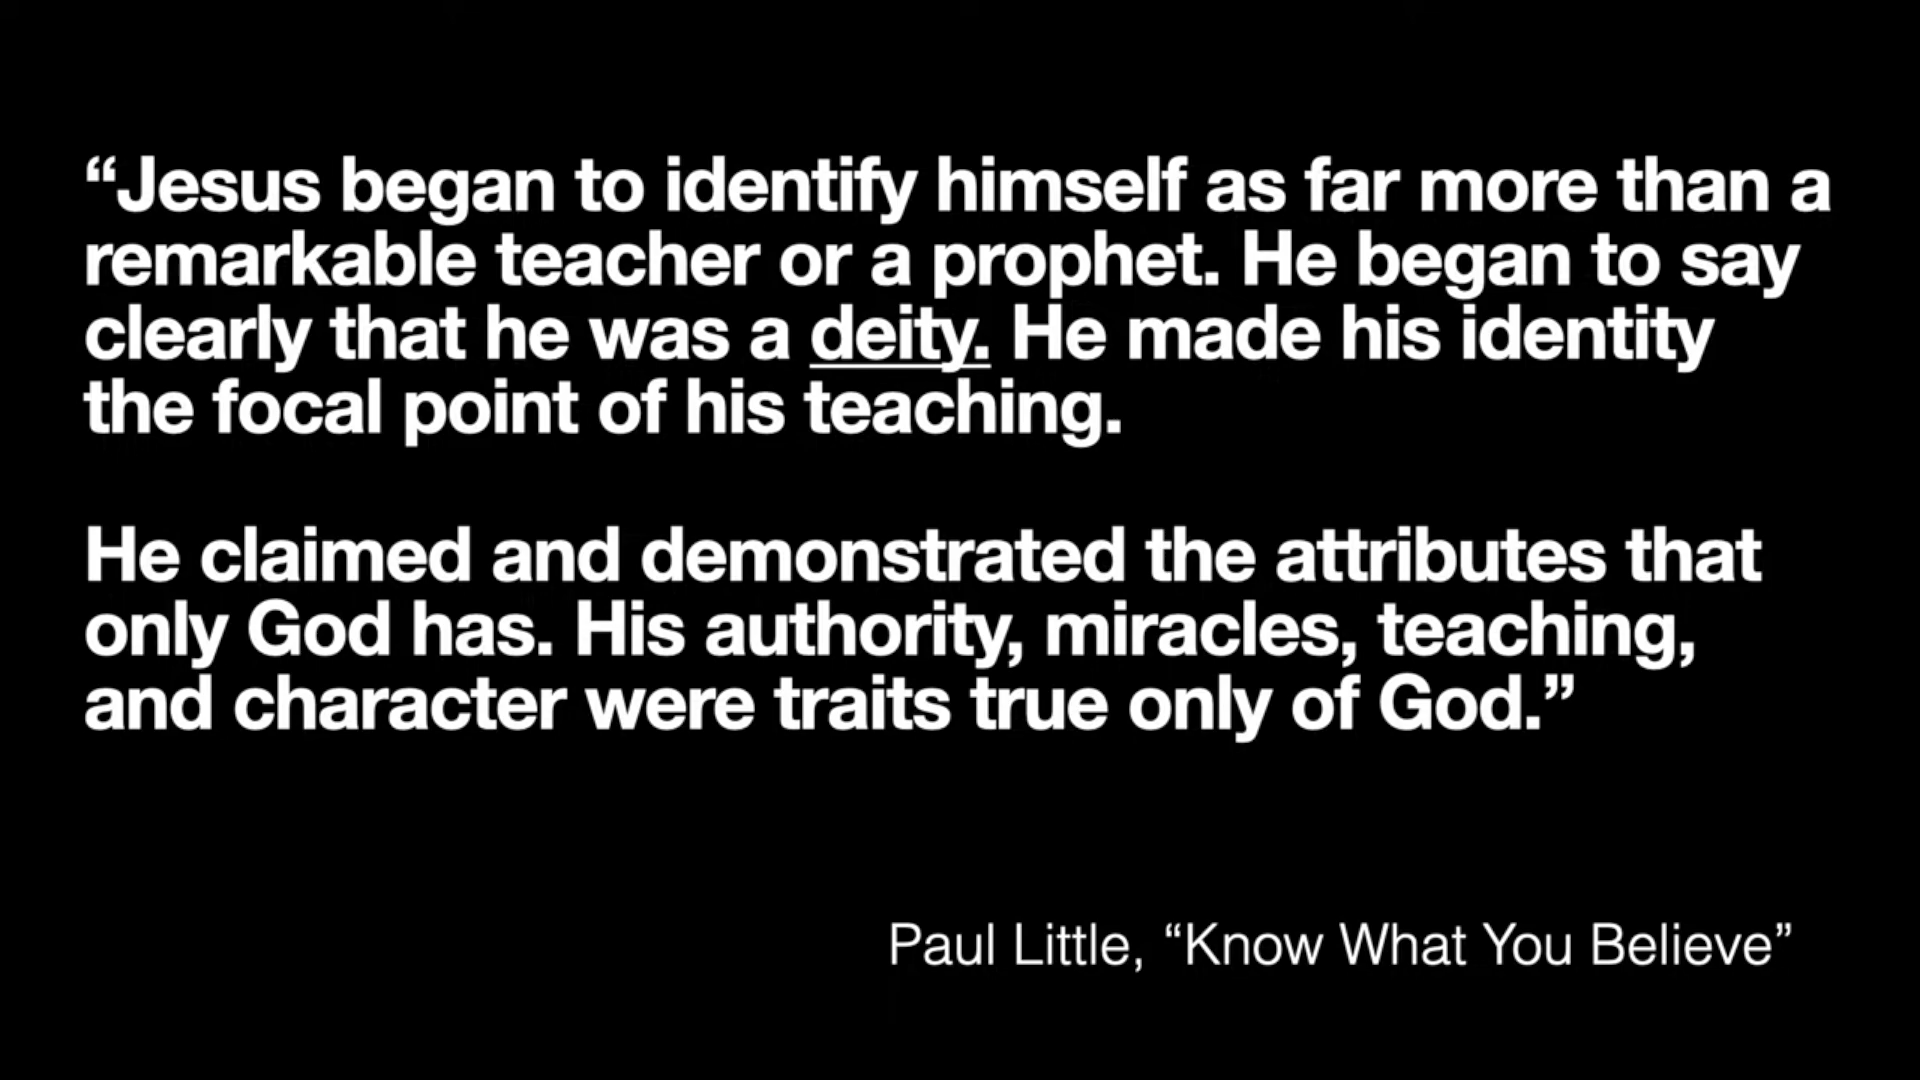 “Jesus began to identify himself as far more than a
remarkable teacher or a prophet. He began to say
clearly that he was a deity. He made his identity
the focal point of his teaching.
He claimed and demonstrated the attributes that
only God has. His authority, miracles, teaching,
and character were traits true only of God.”
Paul Little, “Know What You Believe”